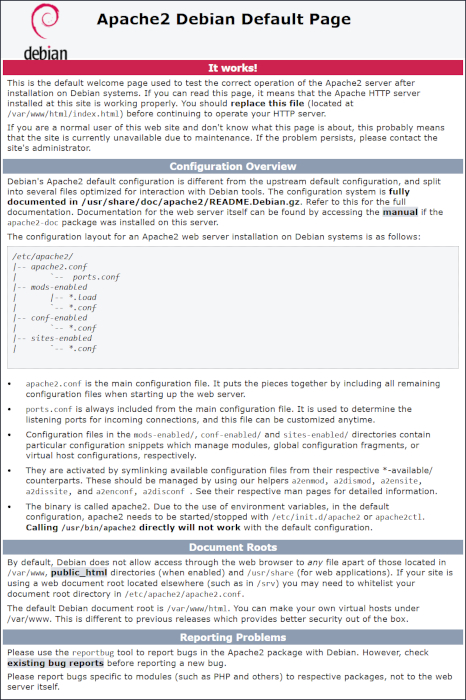 Apache2 Debian Default Page
debian
It works!
This is the default welcome page used to test the correct operation of the Apache2 server after
installation on Debian systems. If you can read this page, it means that the Apache HTTP server
installed at this site is working properly. You should replace this file (located at
/var/www/html/index.html) before continuing to operate your HTTP server.
If you are a normal user of this web site and don't know what this page is about, this probably means
that the site is currently unavailable due to maintenance. If the problem persists, please contact the
site's administrator.
Configuration Overview
Debian's Apache2 default configuration is different from the upstream default configuration, and split
into several files optimized for interaction with Debian tools. The configuration system is fully
documented in /usr/share/doc/apache2/README.Debian.gz. Refer to this for the full
documentation. Documentation for the web server itself can be found by accessing the manual if the
apache2-doc package was installed on this server.
The configuration layout for an Apache2 web server installation on Debian systems is as follows:
/etc/apache2/
|-- apache2.conf
|       `-- ports.conf
|-- mods-enabled
|       |-- *.load
|       `-- *.conf
|-- conf-enabled
|       `-- *.conf
|-- sites-enabled
|       `-- *.conf
• apache2.conf is the main configuration file. It puts the pieces together by including all remaining
configuration files when starting up the web server.
• ports.conf is always included from the main configuration file. It is used to determine the
listening ports for incoming connections, and this file can be customized anytime.
• Configuration files in the mods-enabled/, conf-enabled/ and sites-enabled/ directories contain
particular configuration snippets which manage modules, global configuration fragments, or
virtual host configurations, respectively.
• They are activated by symlinking available configuration files from their respective *-available/
counterparts. These should be managed by using our helpers a2enmod, a2dismod, a2ensite,
a2dissite, and a2enconf, a2disconf . See their respective man pages for detailed information.
• The binary is called apache2. Due to the use of environment variables, in the default
configuration, apache2 needs to be started/stopped with /etc/init.d/apache2 or apache2ctl.
Calling /usr/bin/apache2 directly will not work with the default configuration.
Document Roots
By default, Debian does not allow access through the web browser to any file apart of those located in
/var/www, public_html directories (when enabled) and /usr/share (for web applications). If your site is
using a web document root located elsewhere (such as in /srv) you may need to whitelist your
document root directory in /etc/apache2/apache2.conf.
The default Debian document root is /var/www/html. You can make your own virtual hosts under
/var/www. This is different to previous releases which provides better security out of the box.
Reporting Problems
Please use the reportbug tool to report bugs in the Apache2 package with Debian. However, check
existing bug reports before reporting a new bug.
Please report bugs specific to modules (such as PHP and others) to respective packages, not to the web
server itself.